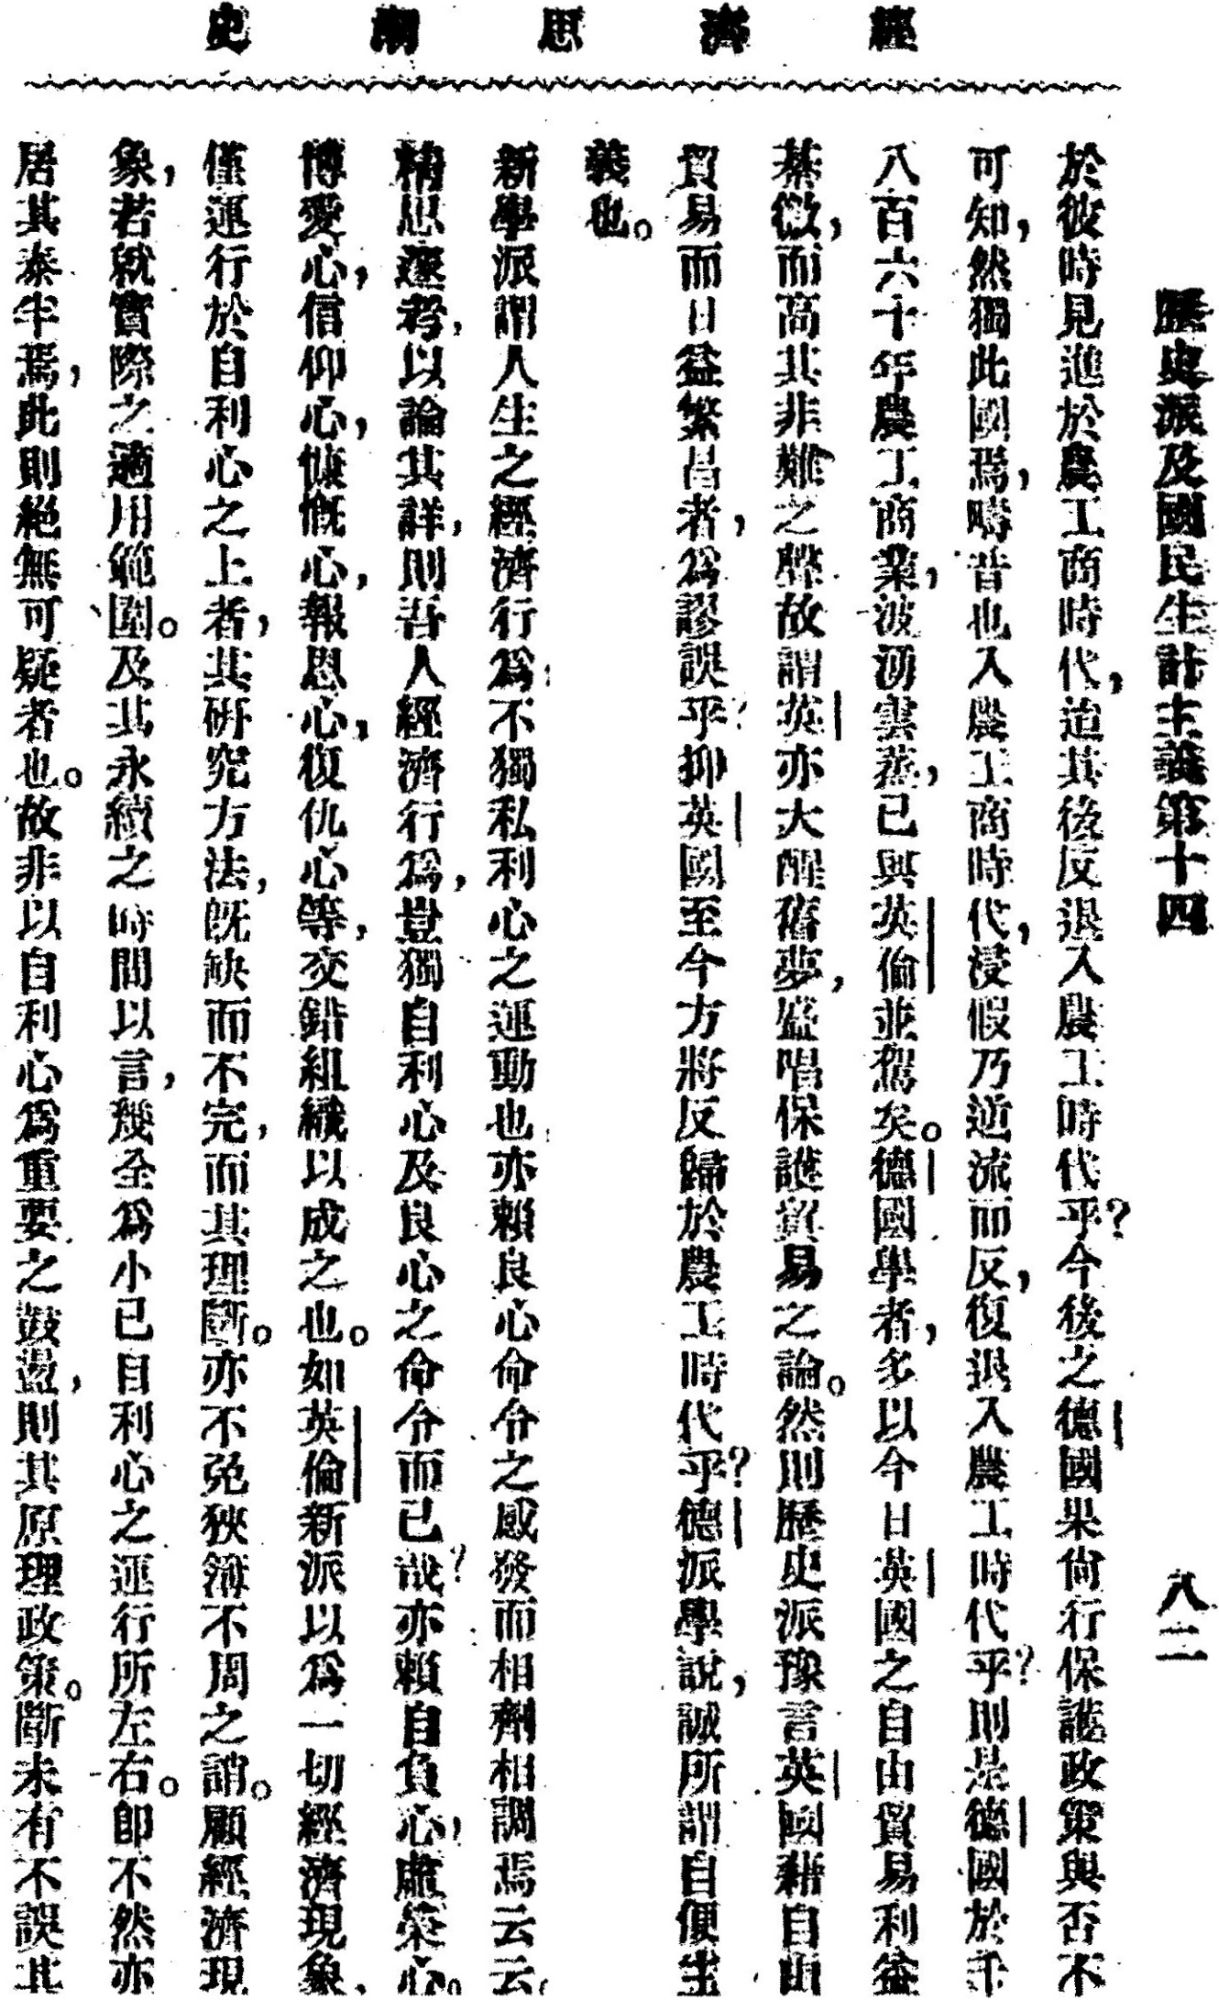 經濟思潮史
歷史派及國民生計主義第十四
八二
於彼時見進於農工商時代，迨其後反退入農工時代乎？今後之德國果尙行保護政策與否不
可知，然獨此國焉，疇昔也入農工商時代，浸假乃逆流而反，復退入農工時代乎？則是德國於千
八百六十年農工商業，波湧雲蒸，已與英倫並駕矣。德國學者，多以今日英國之自由貿易利益
綦微，而高其非難之聲故謂英亦大醒舊夢，盛唱保護貿易之論。然則歷史派豫言英國藉自由
貿易而日益繁昌者，爲謬誤乎？抑英國至今方將反歸於農工時代乎？德派學說，誠所謂自便主
義也。
新學派謂人生之經濟行爲，不獨私利心之運動也，亦賴良心命令之感發而相劑相調焉云云。
精思邃考，以論其詳，則吾人經濟行爲，豈獨自利心及良心之命令而已哉？亦賴自負心，虛榮心。
博愛心，信仰心，慷慨心，報恩心，復仇心等，交錯組織以成之也。如英倫新派以爲一切經濟現象，
僅運行於自利心之上者，其研究方法，旣缺而不完，而其理斷。亦不免狹溥不周之誚。顧經濟現
象，若就實際之適用範圍。及其永續之時間以言，幾全爲小已自利心之運行所左右。卽不然亦
居其泰半焉，此則絕無可疑者也。故非以自利心爲重要之鼓盪，則其原理政策。斷未有不誤其